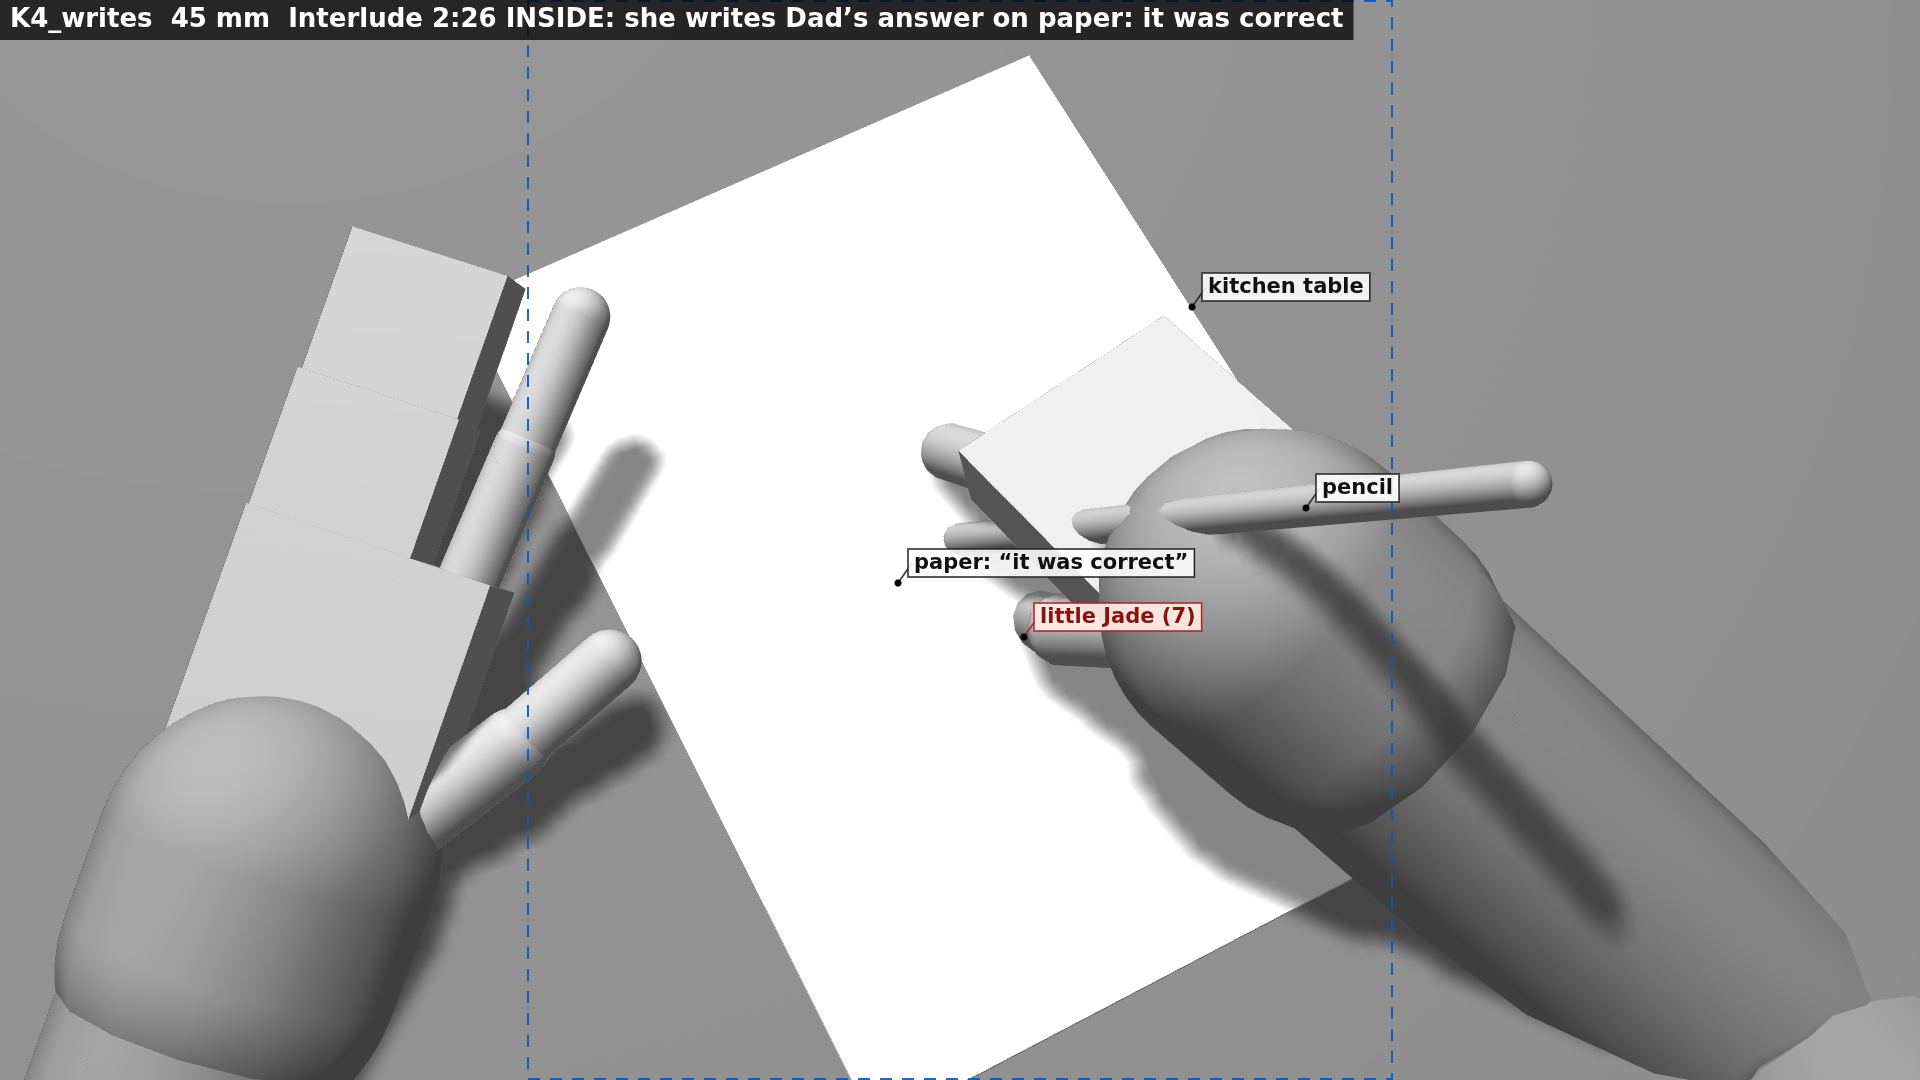 K4_writes  45 mm  Interlude 2:26 INSIDE: she writes Dad’s answer on paper: it was correct
kitchen table
pencil
paper: “it was correct”
little Jade (7)